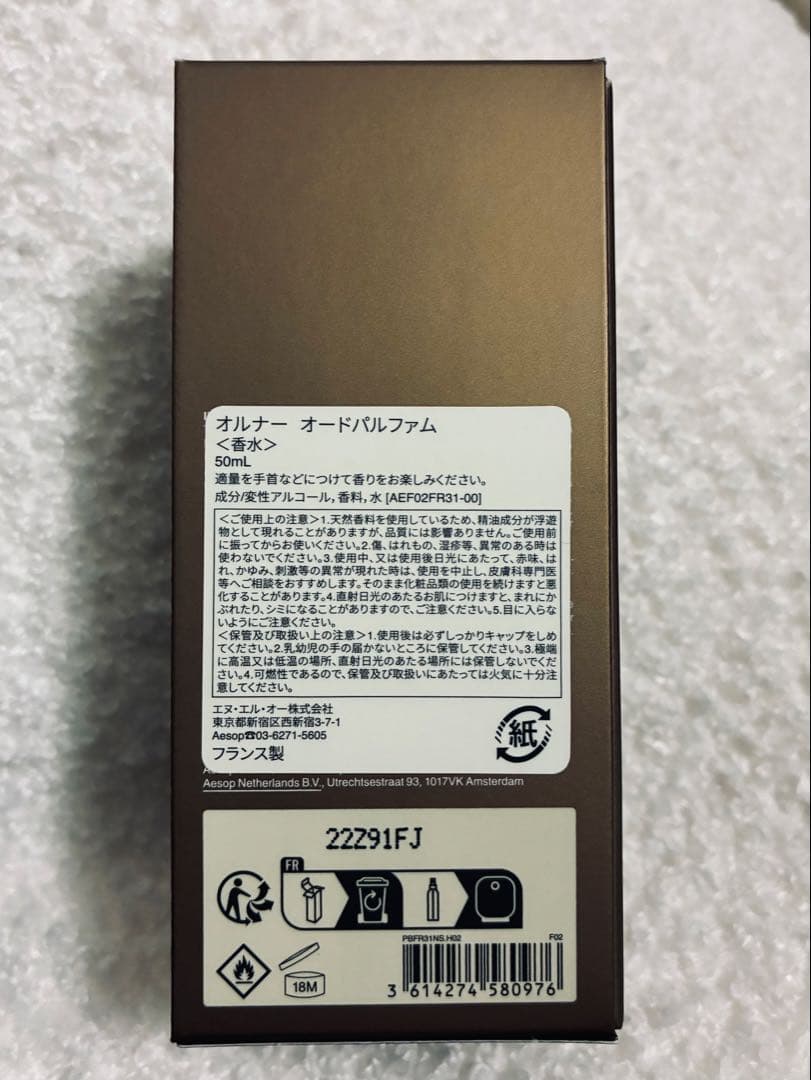 オルナー　オードパルファム
＜香水＞
50mL
適量を手首などにつけて香りをお楽しみください。
成分/変性アルコール,香料,水 [AEF02FR31-00]
＜ご使用上の注意＞1.天然香料を使用しているため、精油成分が浮遊
物として現れることがありますが、品質には影響ありません。ご使用前
に振ってからお使いください。2.傷、はれもの、湿疹等、異常のある時は
使わないでください。3.使用中、又は使用後日光にあたって、赤味、は
れ、かゆみ、刺激等の異常が現れた時は、使用を中止し、皮膚科専門医
等へご相談をおすすめします。そのまま化粧品類の使用を続けますと悪
化することがあります。4.直射日光のあたるお肌につけますと、まれにか
ぶれたり、シミになることがありますので、ご注意ください。5.目に入らな
いようにご注意ください。
＜保管及び取扱い上の注意＞1.使用後は必ずしっかりキャップをしめ
てください。2.乳幼児の手の届かないところに保管してください。3.極端
に高温又は低温の場所、直射日光のあたる場所には保管しないでくだ
さい。4.可燃性であるので、保管及び取扱いにあたっては火気に十分注
意してください。
エヌ・エル・オー株式会社
東京都新宿区西新宿3-7-1
Aesop☎03-6271-5605
フランス製
紙
Aesop Netherlands B.V., Utrechtsestraat 93, 1017VK Amsterdam
22Z91FJ
FR
PBFR31NS.H02 F02
18M
3 614274 580976